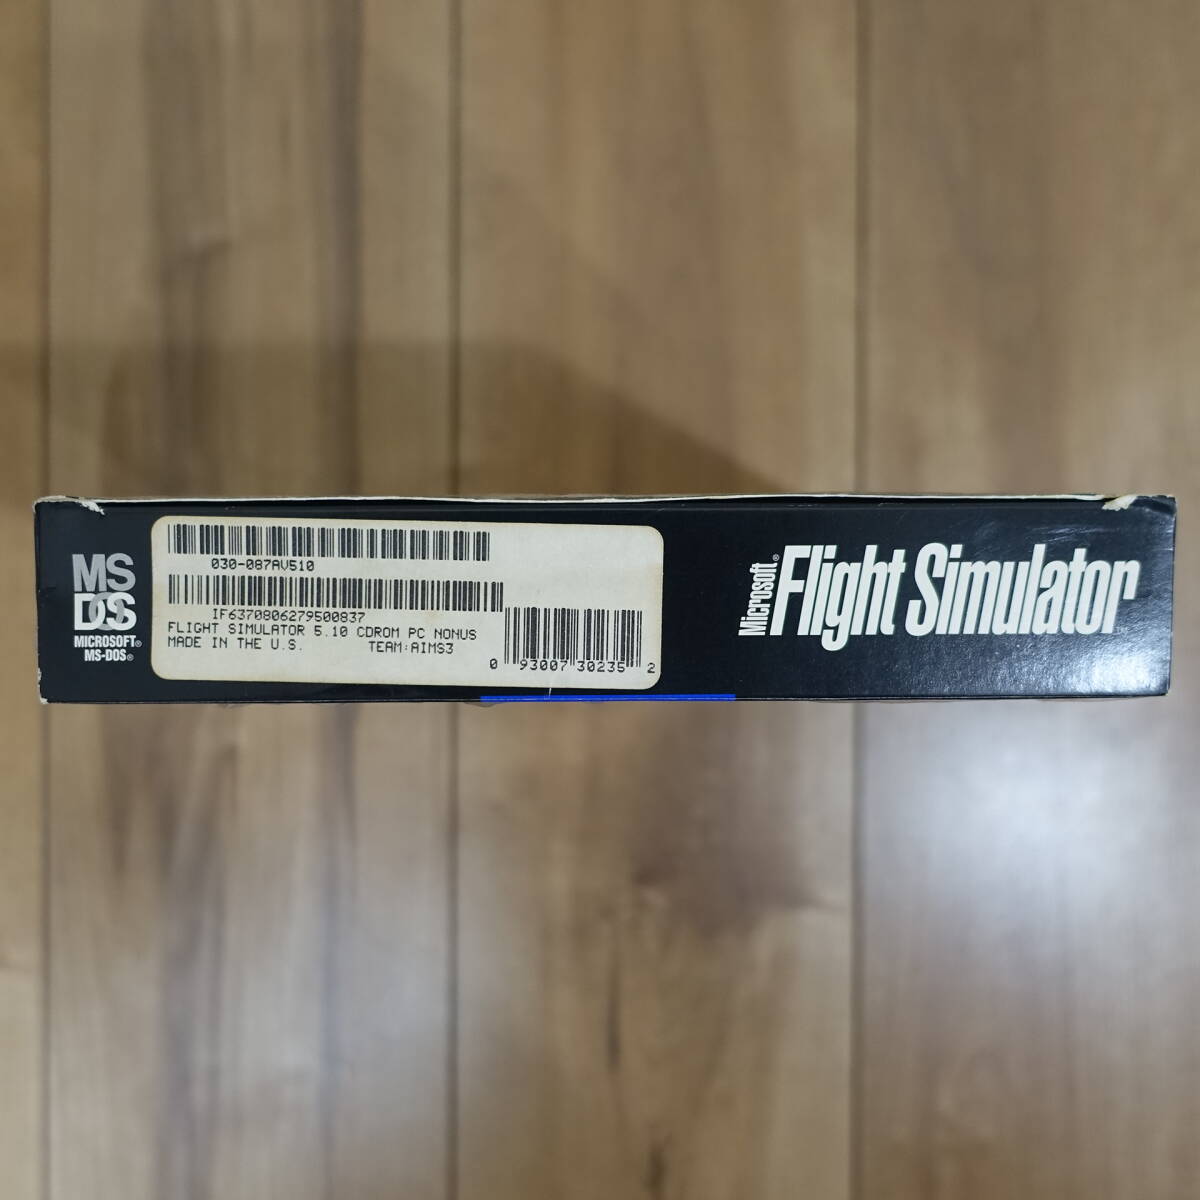 MS
DOS
MICROSOFT®
MS-DOS®
030-087AV510
IF6370806279500837
FLIGHT SIMULATOR 5.10 CDROM PC NONUS
MADE IN THE U.S. TEAM:AIMS3
0 93007 30235 2
Microsoft® Flight Simulator™